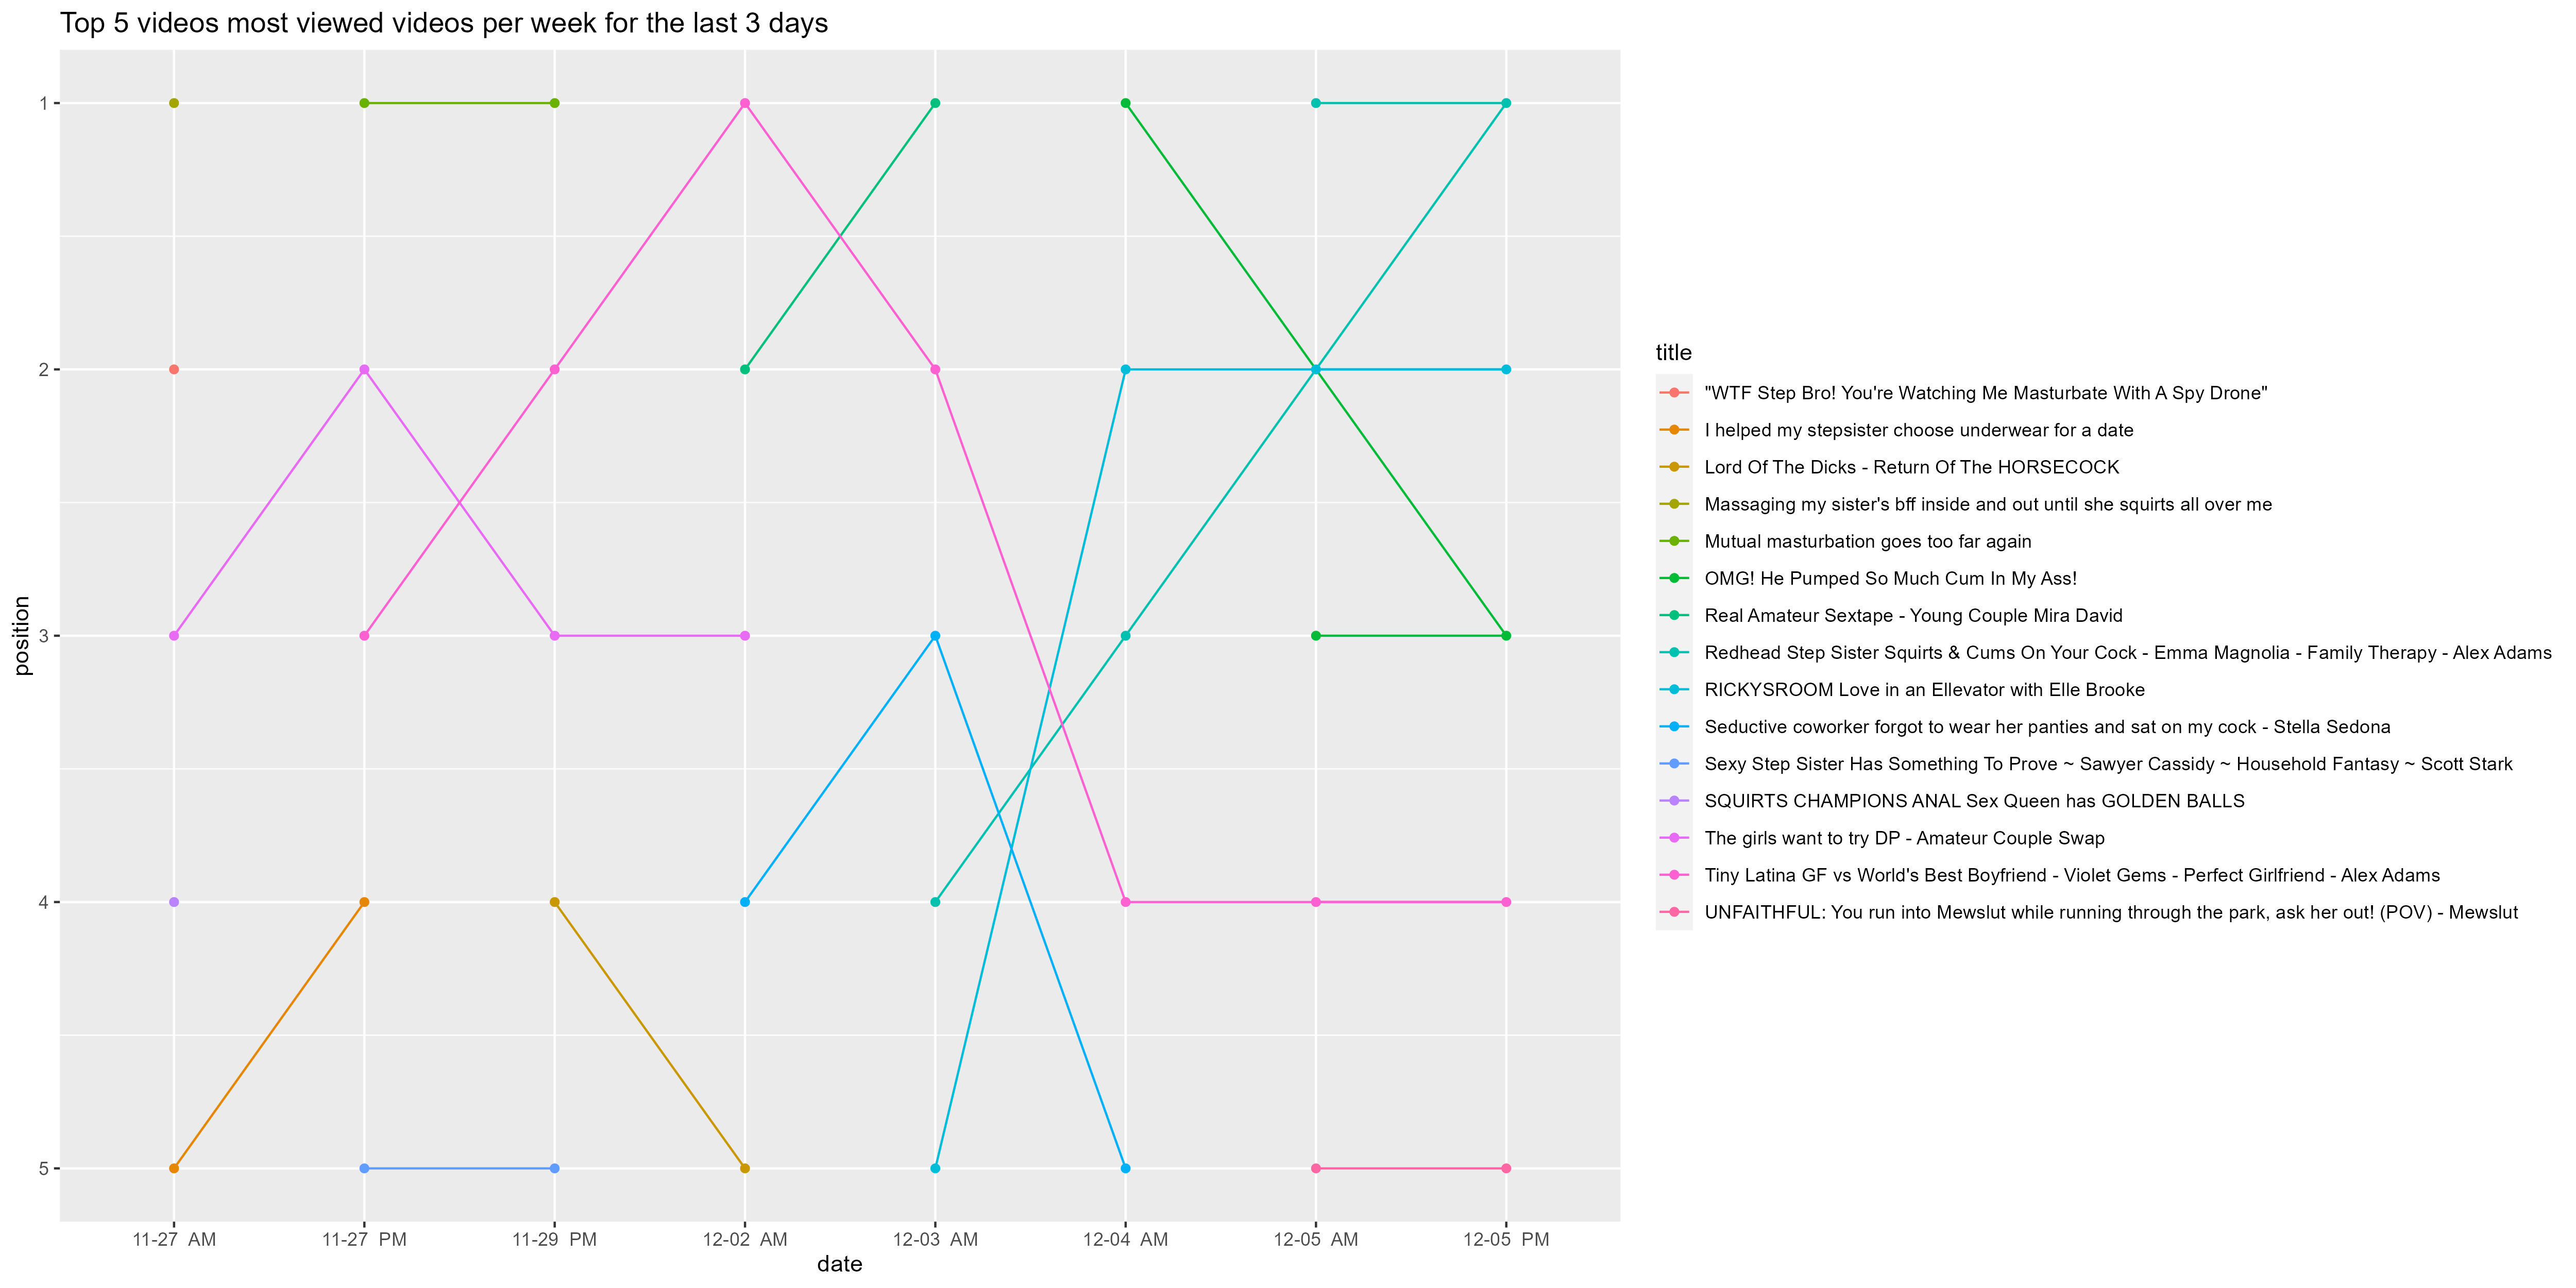 Top 5 videos most viewed videos per week for the last 3 days
position
1
2
3
4
5
11-27 AM
11-27 PM
11-29 PM
12-02 AM
12-03 AM
12-04 AM
12-05 AM
12-05 PM
date
title
"WTF Step Bro! You're Watching Me Masturbate With A Spy Drone"
I helped my stepsister choose underwear for a date
Lord Of The Dicks - Return Of The HORSECOCK
Massaging my sister's bff inside and out until she squirts all over me
Mutual masturbation goes too far again
OMG! He Pumped So Much Cum In My Ass!
Real Amateur Sextape - Young Couple Mira David
Redhead Step Sister Squirts & Cums On Your Cock - Emma Magnolia - Family Therapy - Alex Adams
RICKYSROOM Love in an Ellevator with Elle Brooke
Seductive coworker forgot to wear her panties and sat on my cock - Stella Sedona
Sexy Step Sister Has Something To Prove ~ Sawyer Cassidy ~ Household Fantasy ~ Scott Stark
SQUIRTS CHAMPIONS ANAL Sex Queen has GOLDEN BALLS
The girls want to try DP - Amateur Couple Swap
Tiny Latina GF vs World's Best Boyfriend - Violet Gems - Perfect Girlfriend - Alex Adams
UNFAITHFUL: You run into Mewslut while running through the park, ask her out! (POV) - Mewslut